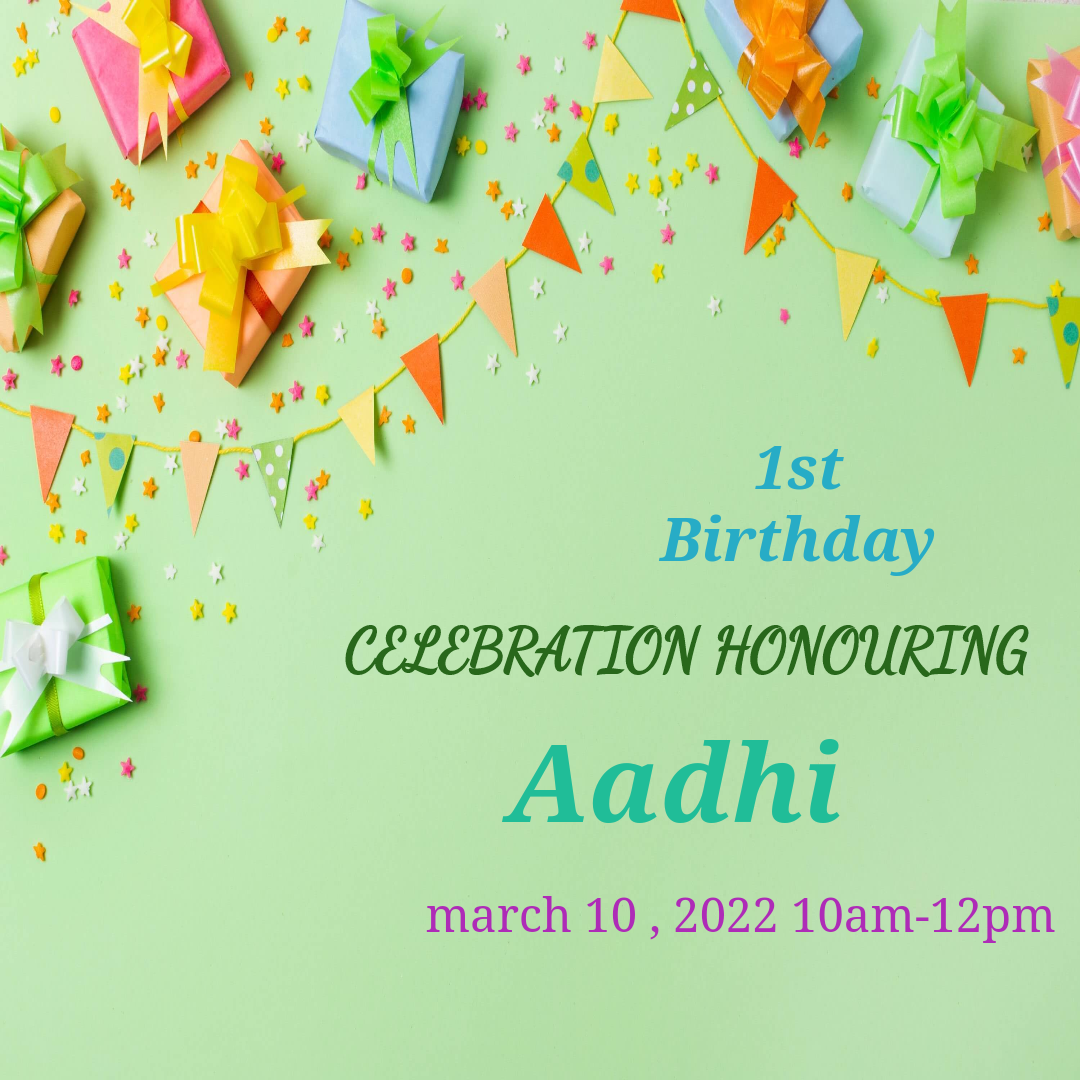 1st
Birthday
CELEBRATION HONOURING
Aadhi
march 10 , 2022 10am-12pm